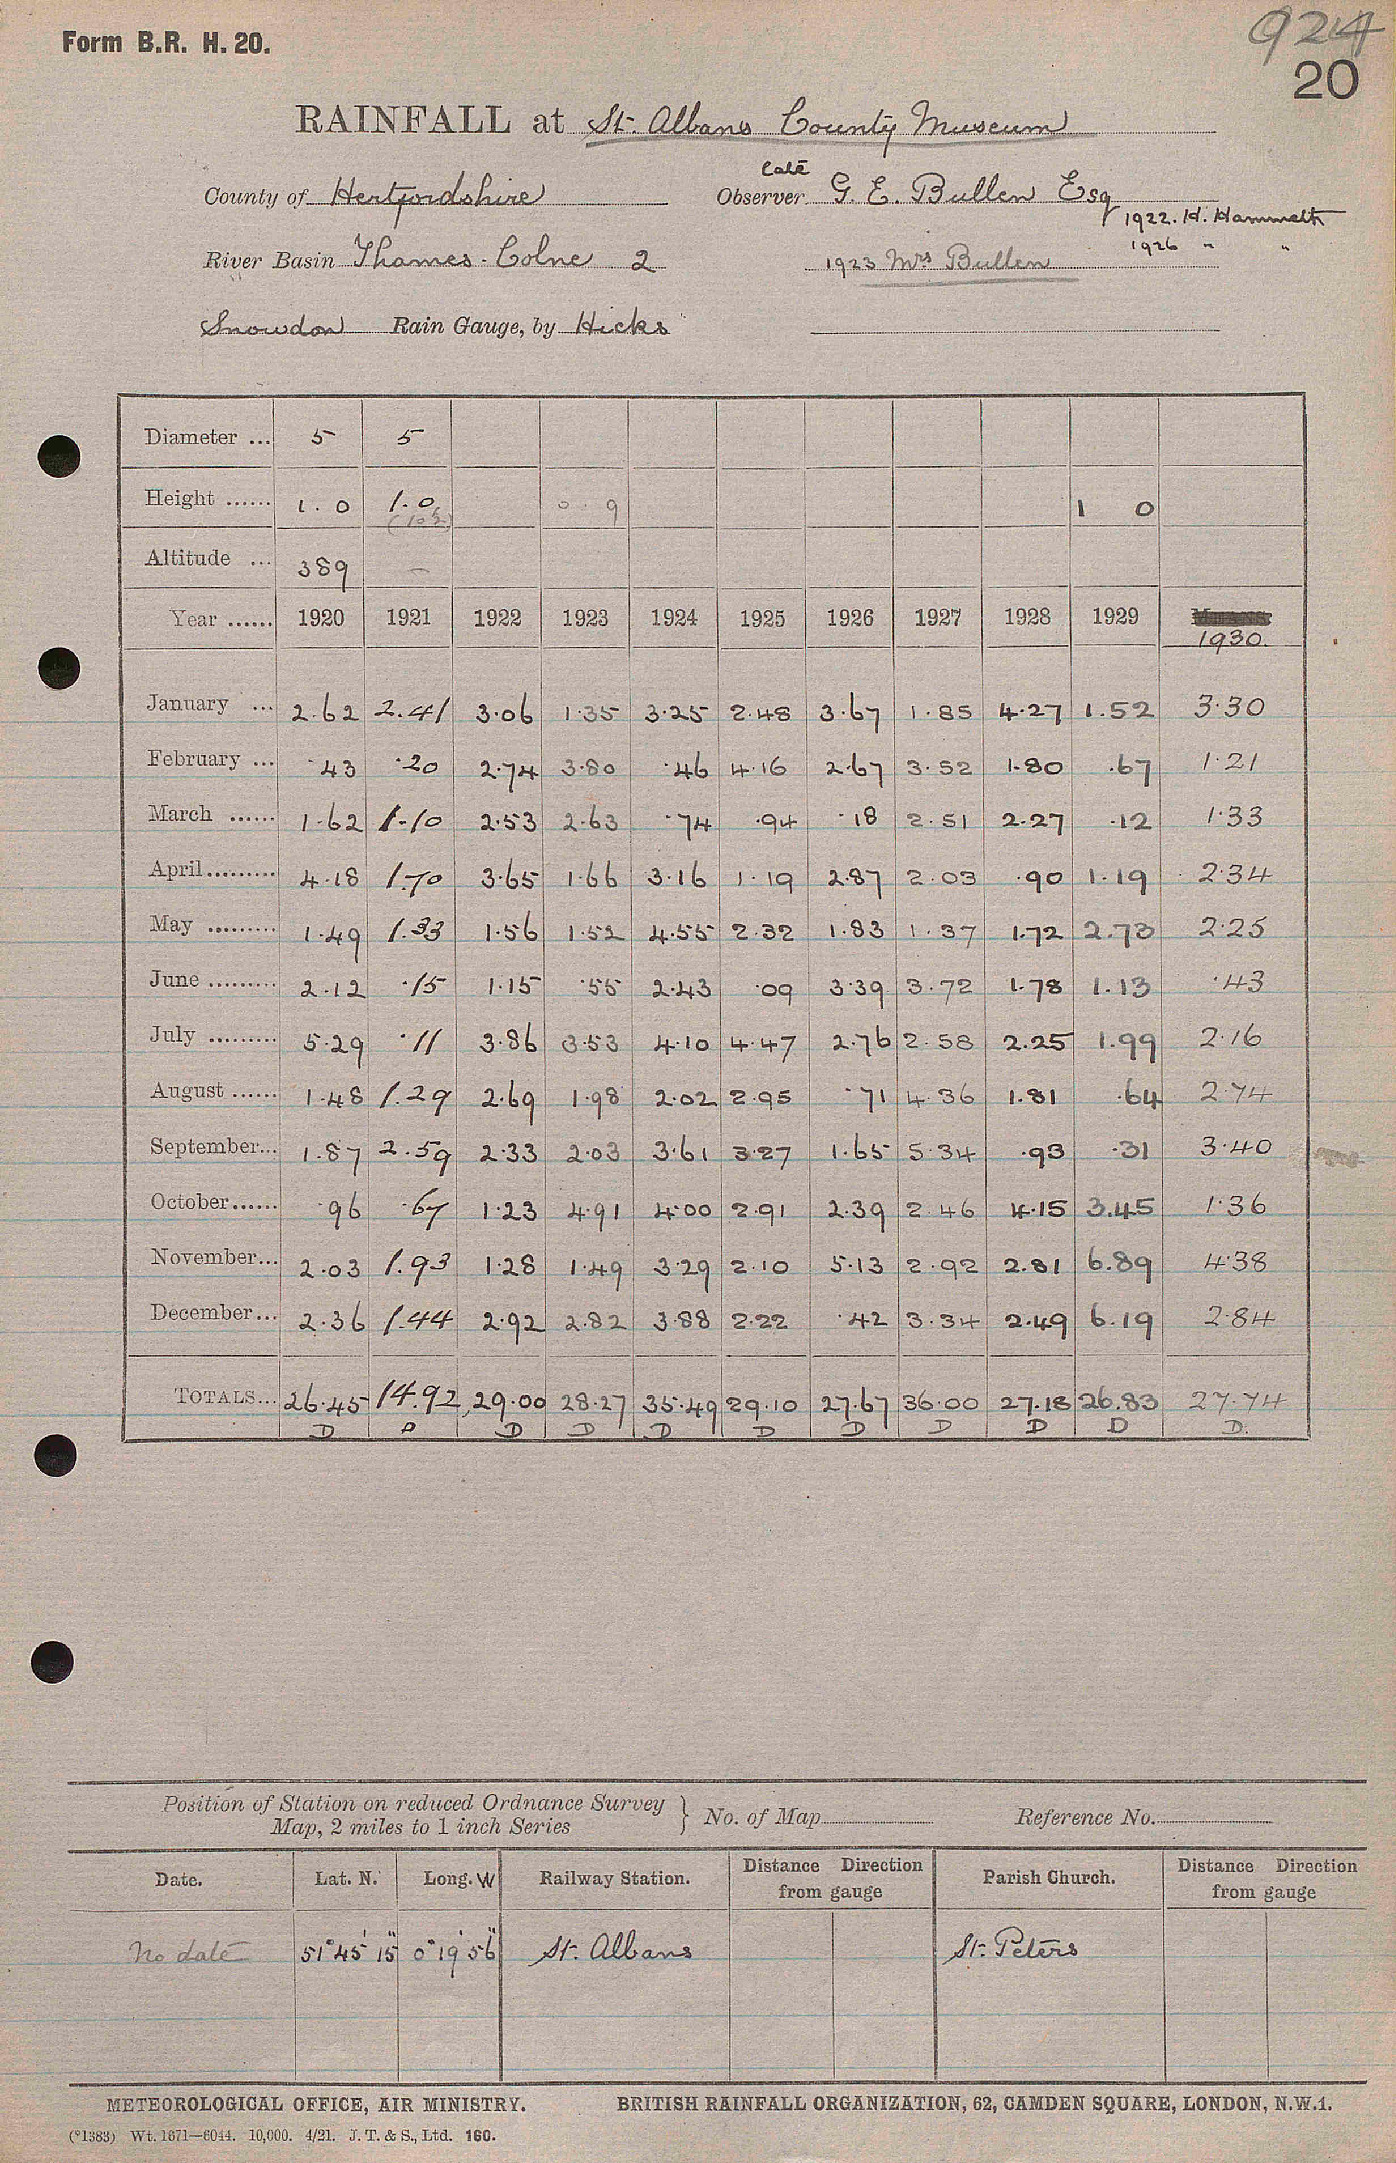 924
Form B.R. H. 20.
20
RAINFALL at St. Albans County Museum
late
County of Hertfordshire Observer G. E. Bullen Esq
1922. H. Hammett
1926 " "
River Basin Thames - Colne 2 1923 Mrs Bullen
Snowdon Rain Gauge, by Hicks
Diameter ... 5 5
Height ...... 1.0 1.0 0.9 1 0
(10½)
Altitude ... 389 –
Year ...... 1920 1921 1922 1923 1924 1925 1926 1927 1928 1929
1930.
January ... 2.62 2.41 3.06 1.35 3.25 2.48 3.67 1.85 4.27 1.52 3.30
February ... .43 .20 2.74 3.80 .46 4.16 2.67 3.52 1.80 .67 1.21
March ...... 1.62 1.10 2.53 2.63 .74 .94 .18 2.51 2.27 .12 1.33
April......... 4.18 1.70 3.65 1.66 3.16 1.19 2.87 2.03 .90 1.19 2.34
May ......... 1.49 1.33 1.56 1.52 4.55 2.32 1.83 1.37 1.72 2.73 2.25
June ......... 2.12 .15 1.15 .55 2.43 .09 3.39 3.72 1.78 1.13 .43
July ......... 5.29 .11 3.86 3.53 4.10 4.47 2.76 2.58 2.25 1.99 2.16
August ...... 1.48 1.29 2.69 1.98 2.02 2.95 .71 4.36 1.81 .64 2.74
September... 1.87 2.59 2.33 2.03 3.61 3.27 1.65 5.34 .93 .31 3.40
October...... .96 .67 1.23 4.91 4.00 2.91 2.39 2.46 4.15 3.45 1.36
November... 2.03 1.93 1.28 1.49 3.29 2.10 5.13 2.92 2.81 6.89 4.38
December... 2.36 1.44 2.92 2.82 3.88 2.22 .42 3.34 2.49 6.19 2.84
TOTALS... 26.45 14.92 29.00 28.27 35.49 29.10 27.67 36.00 27.18 26.83 27.74
D D D D D D D D D D D.
Position of Station on reduced Ordnance Survey
Map, 2 miles to 1 inch Series } No. of Map Reference No.
Date. Lat. N. Long. W Railway Station. Distance Direction from gauge Parish Church. Distance Direction from gauge
No date 51° 45' 15" 0° 19' 56" St. Albans St. Peters
METEOROLOGICAL OFFICE, AIR MINISTRY. BRITISH RAINFALL ORGANIZATION, 62, CAMDEN SQUARE, LONDON, N.W.1.
(*1383) Wt. 1671—6044. 10,000. 4/21. J. T. & S., Ltd. 160.